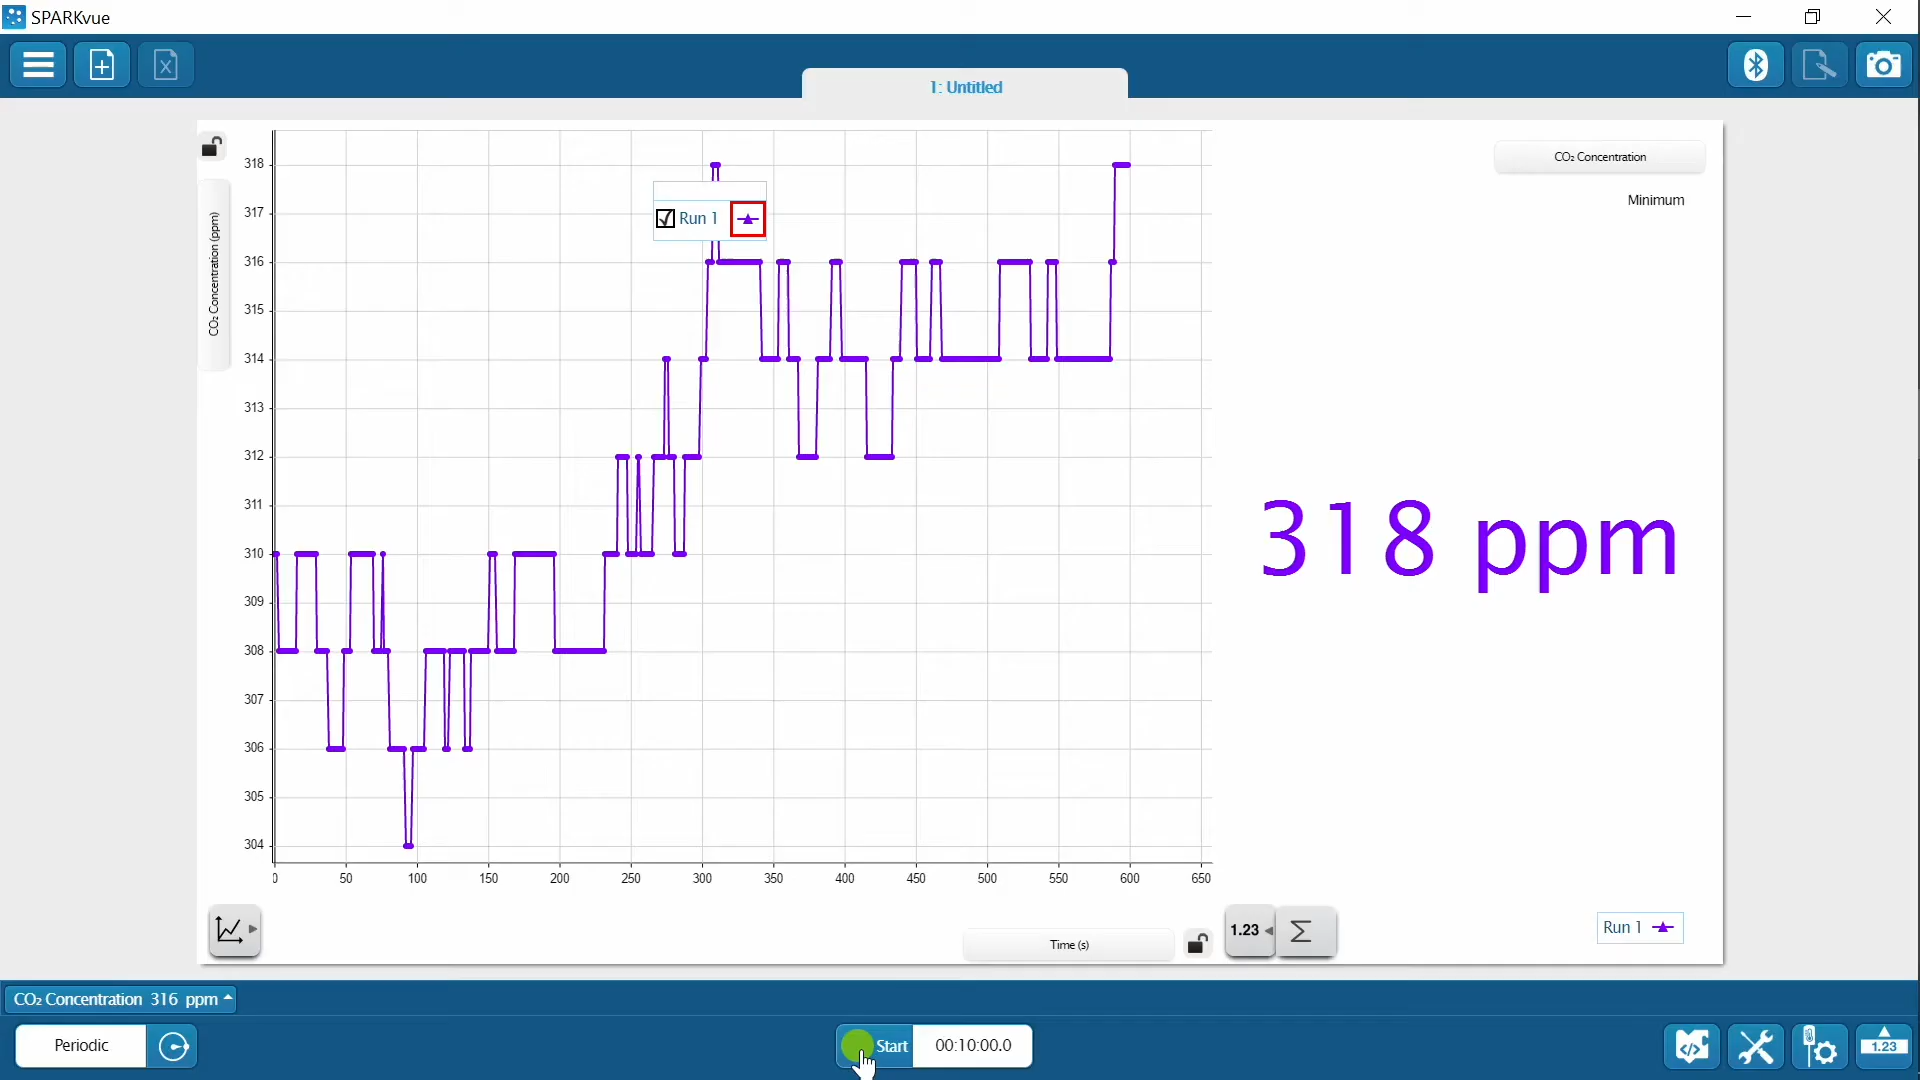 SPARKvue
1: Untitled
CO₂ Concentration (ppm)
318
317
316
315
314
313
312
311
310
309
308
307
306
305
304
0 50 100 150 200 250 300 350 400 450 500 550 600 650
Run 1
Time (s)
CO₂ Concentration
Minimum
318 ppm
1.23 Σ
Run 1
CO₂ Concentration 316 ppm
Periodic
Start 00:10:00.0
1.23